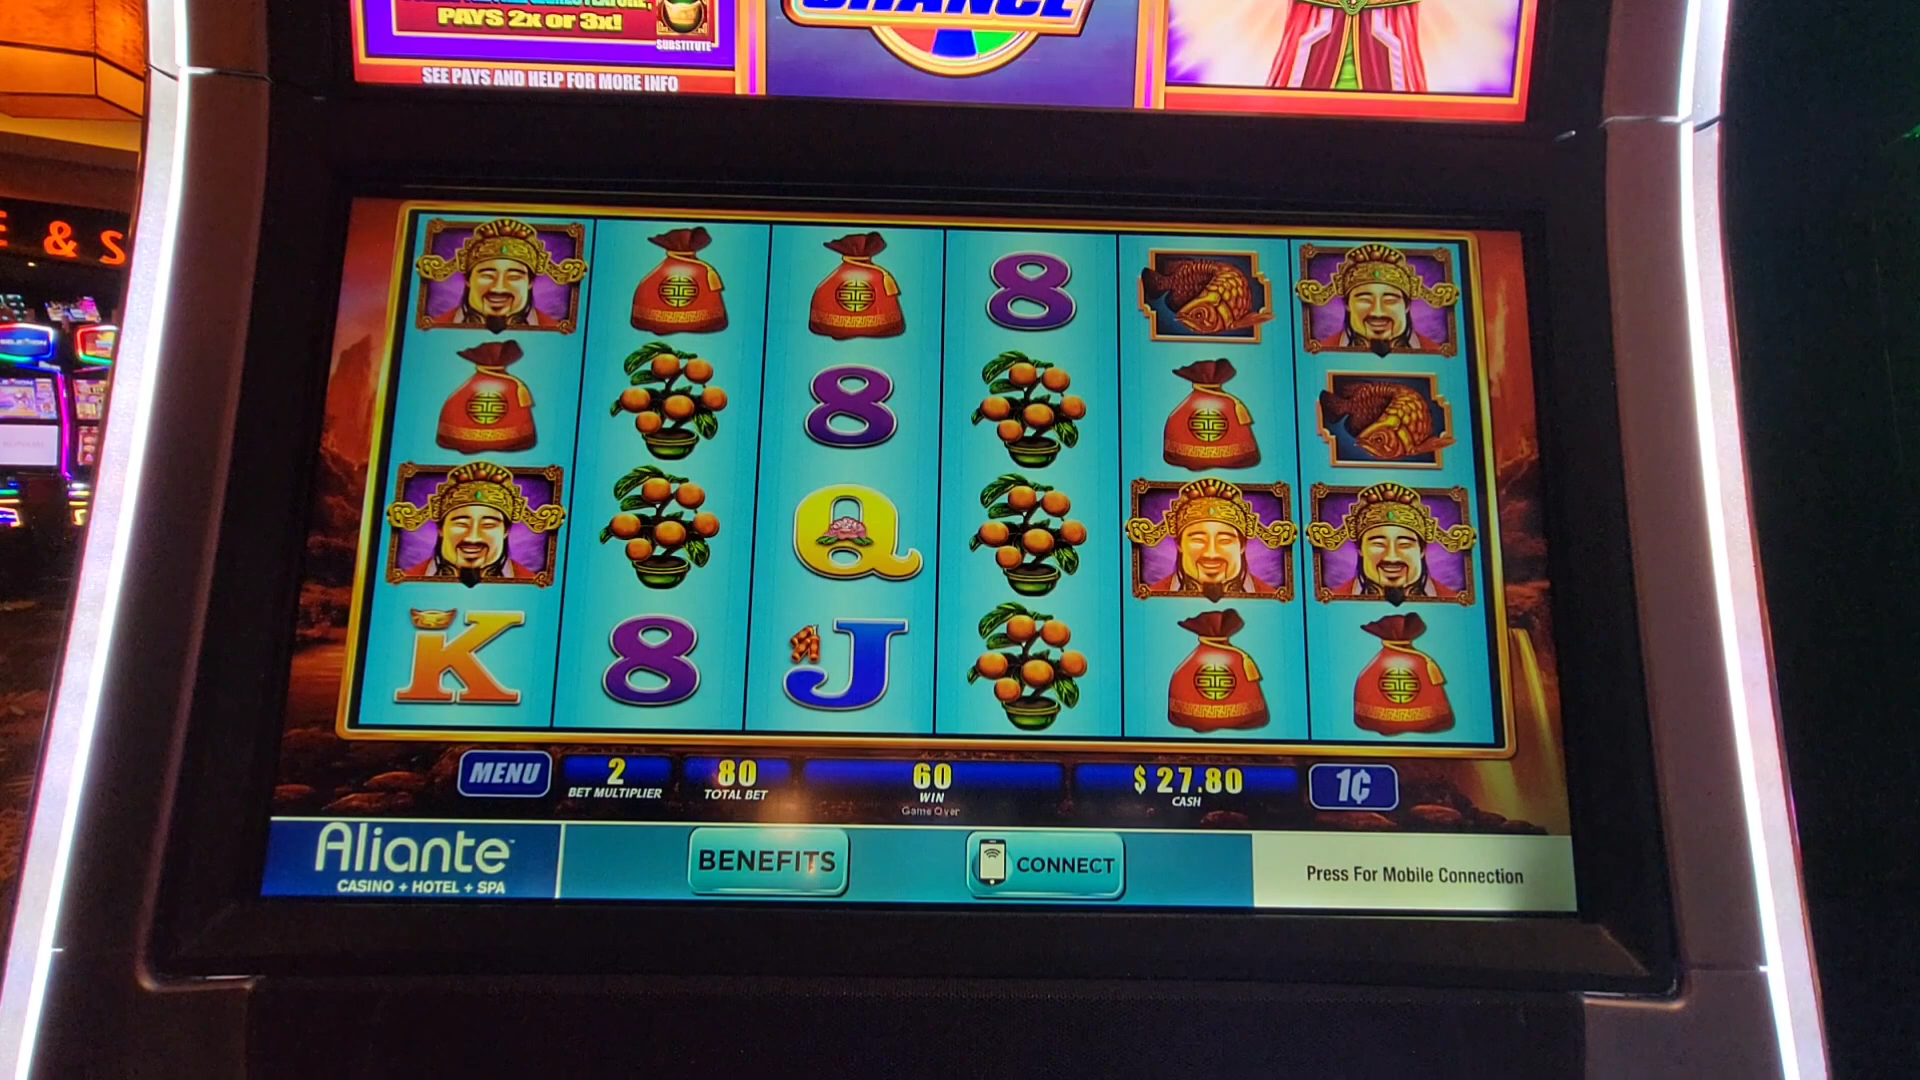 PAYS 2X OR 3X!
SUBSTITUTE
SEE PAYS AND HELP FOR MORE INFO
CHANCE
E & S
8
8
Q
K
8
J
MENU
2
BET MULTIPLIER
80
TOTAL BET
60
WIN
Game Over
$ 27.80
CASH
1¢
Aliante™
CASINO + HOTEL + SPA
BENEFITS
CONNECT
Press For Mobile Connection